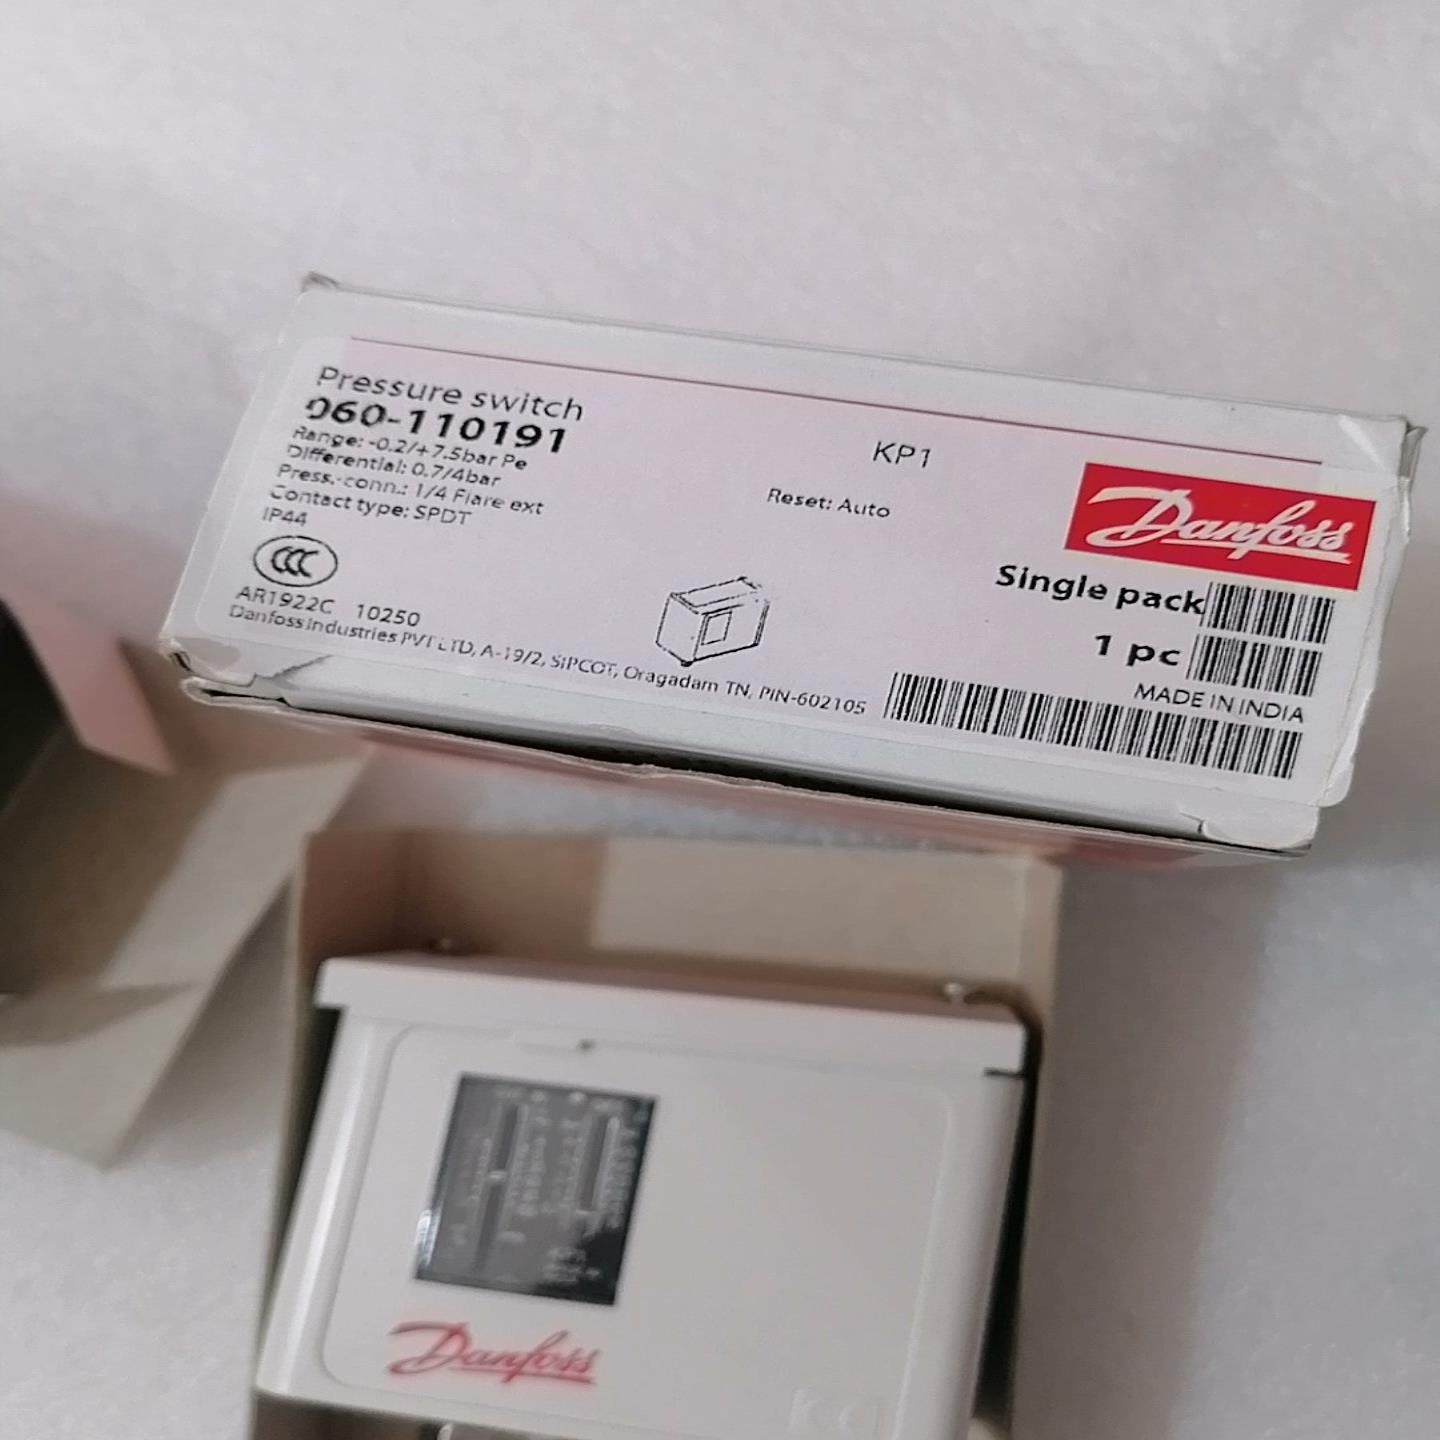 Pressure switch
060-110191
Range: -0.2/+7.5bar Pe
Differential: 0.7/4bar
Press.-conn.: 1/4 Flare ext
Contact type: SPDT
IP44
CCC
AR1922C 10250
Danfoss Industries PVT LTD, A-19/2, SIPCOT, Oragadam TN, PIN-602105
KP1
Reset: Auto
Danfoss
Single pack
1 pc
MADE IN INDIA
Danfoss